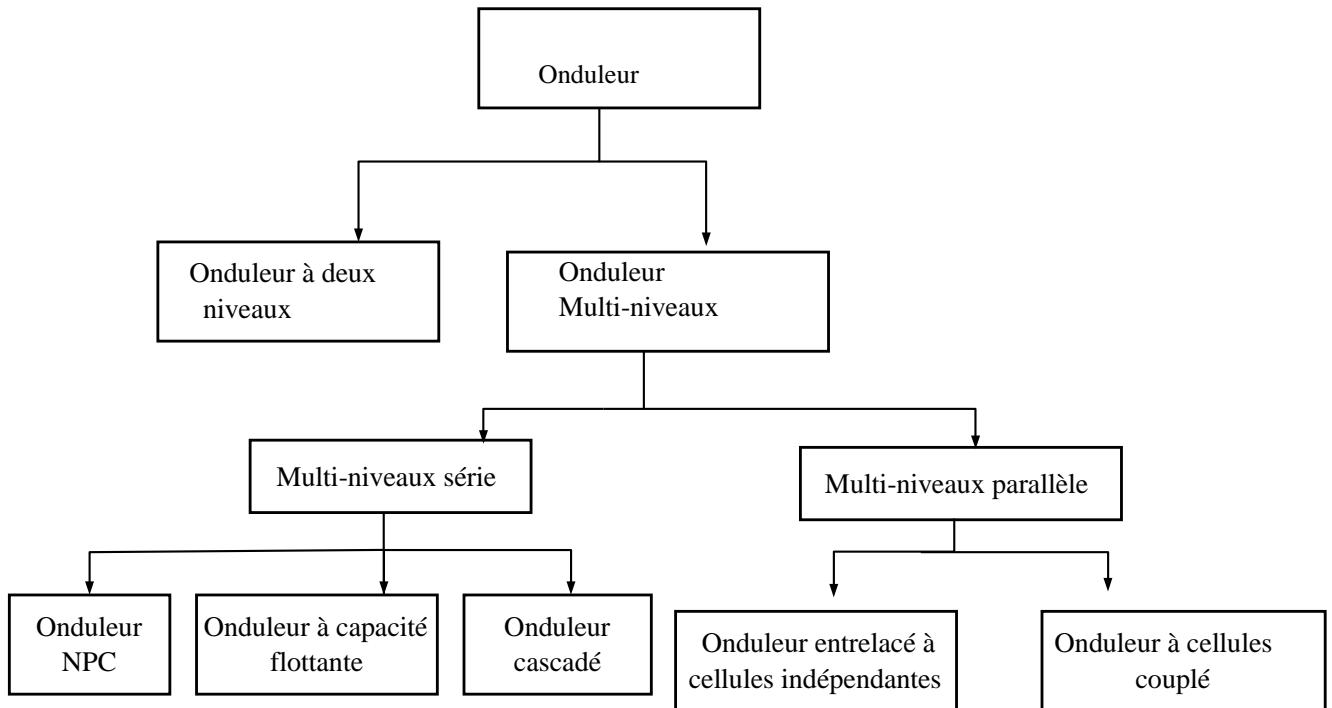 Onduleur
Onduleur à deux
niveaux
Onduleur
Multi-niveaux
Multi-niveaux série
Multi-niveaux parallèle
Onduleur
NPC
Onduleur à capacité
flottante
Onduleur
cascadé
Onduleur entrelacé à
cellules indépendantes
Onduleur à cellules
couplé